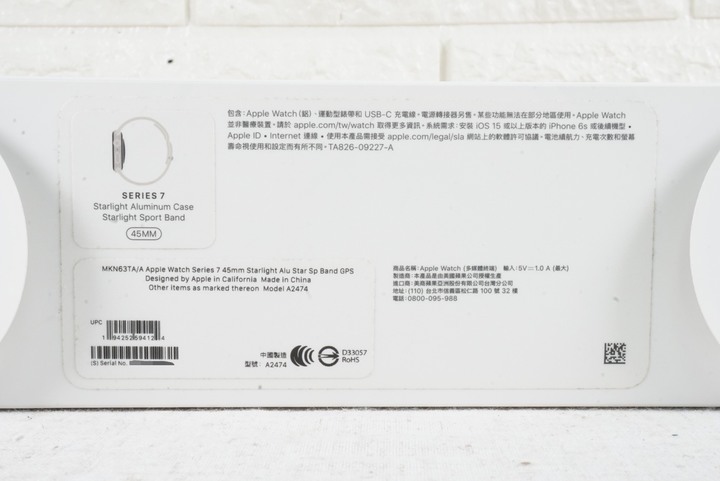 SERIES 7
Starlight Aluminum Case
Starlight Sport Band
45MM
包含:Apple Watch (鋁)、運動型錶帶和 USB-C 充電線。電源轉接器另售。某些功能無法在部分地區使用。Apple Watch
並非醫療裝置。請於 apple.com/tw/watch 取得更多資訊。系統需求:安裝 iOS 15 或以上版本的 iPhone 6s 或後續機型・
Apple ID・Internet 連線・使用本產品需接受 apple.com/legal/sla 網站上的軟體許可協議。電池續航力、充電次數和螢幕
壽命視使用和設定而有所不同。TA826-09227-A
MKN63TA/A Apple Watch Series 7 45mm Starlight Alu Star Sp Band GPS
Designed by Apple in California Made in China
Other items as marked thereon Model A2474
UPC
1 94252 59412 4
(S) Serial No.
中國製造
型號: A2474
D33057
RoHS
商品名稱: Apple Watch (多媒體終端) 輸入: 5V⎓1.0 A (最大)
製造商: 本產品是由美國蘋果公司授權生產
進口商: 美商蘋果亞洲股份有限公司台灣分公司
地址: (110) 台北市信義區松仁路 100 號 32 樓
電話: 0800-095-988